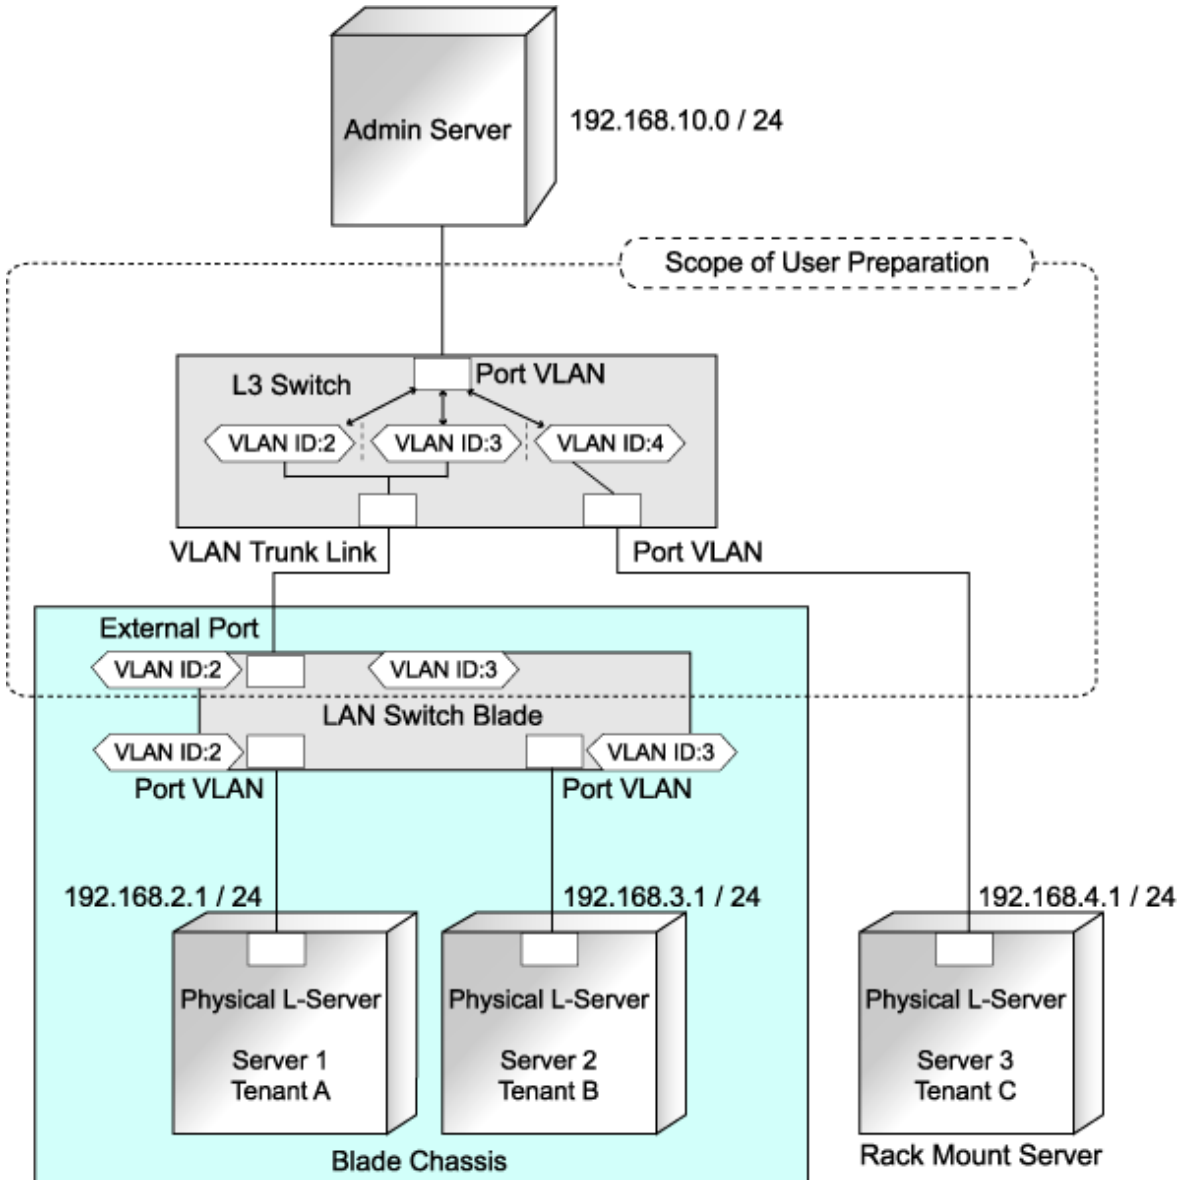 Admin Server
192.168.10.0 / 24
Scope of User Preparation
Port VLAN
L3 Switch
VLAN ID:2
VLAN ID:3
VLAN ID:4
VLAN Trunk Link
Port VLAN
External Port
VLAN ID:2
VLAN ID:3
LAN Switch Blade
VLAN ID:2
VLAN ID:3
Port VLAN
Port VLAN
192.168.2.1 / 24
192.168.3.1 / 24
192.168.4.1 / 24
Physical L-Server
Server 1
Tenant A
Physical L-Server
Server 2
Tenant B
Physical L-Server
Server 3
Tenant C
Blade Chassis
Rack Mount Server